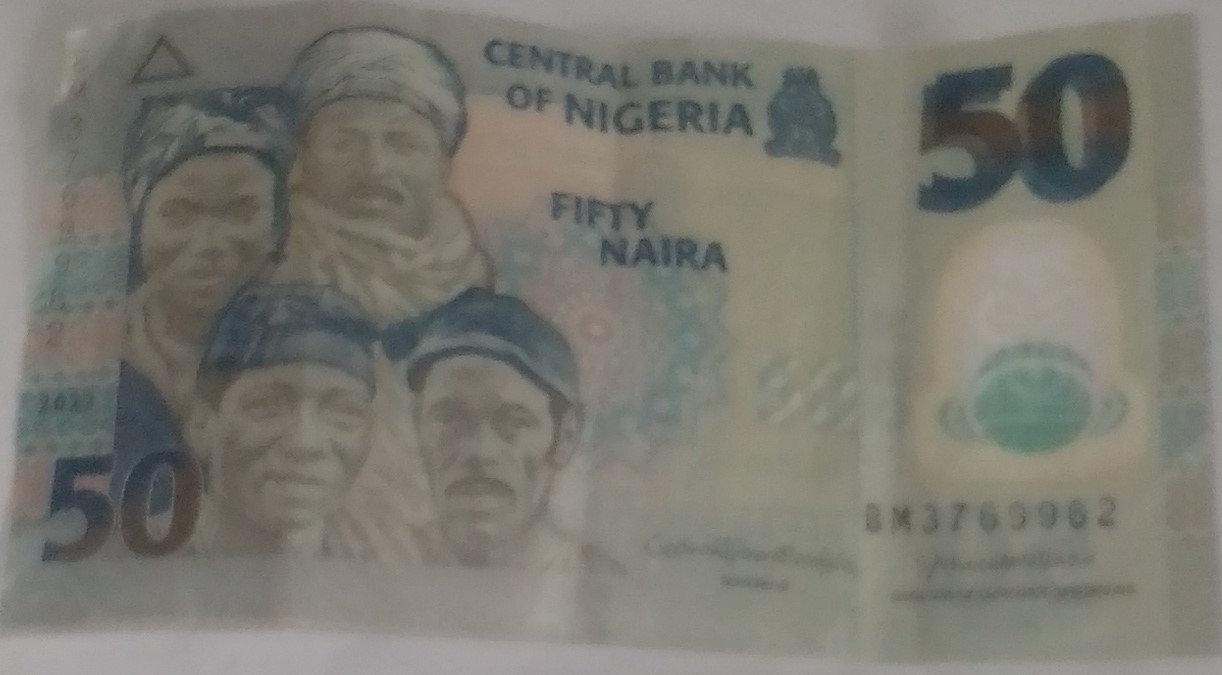 CENTRAL BANK
OF NIGERIA
50
FIFTY
NAIRA
50
BM3769962